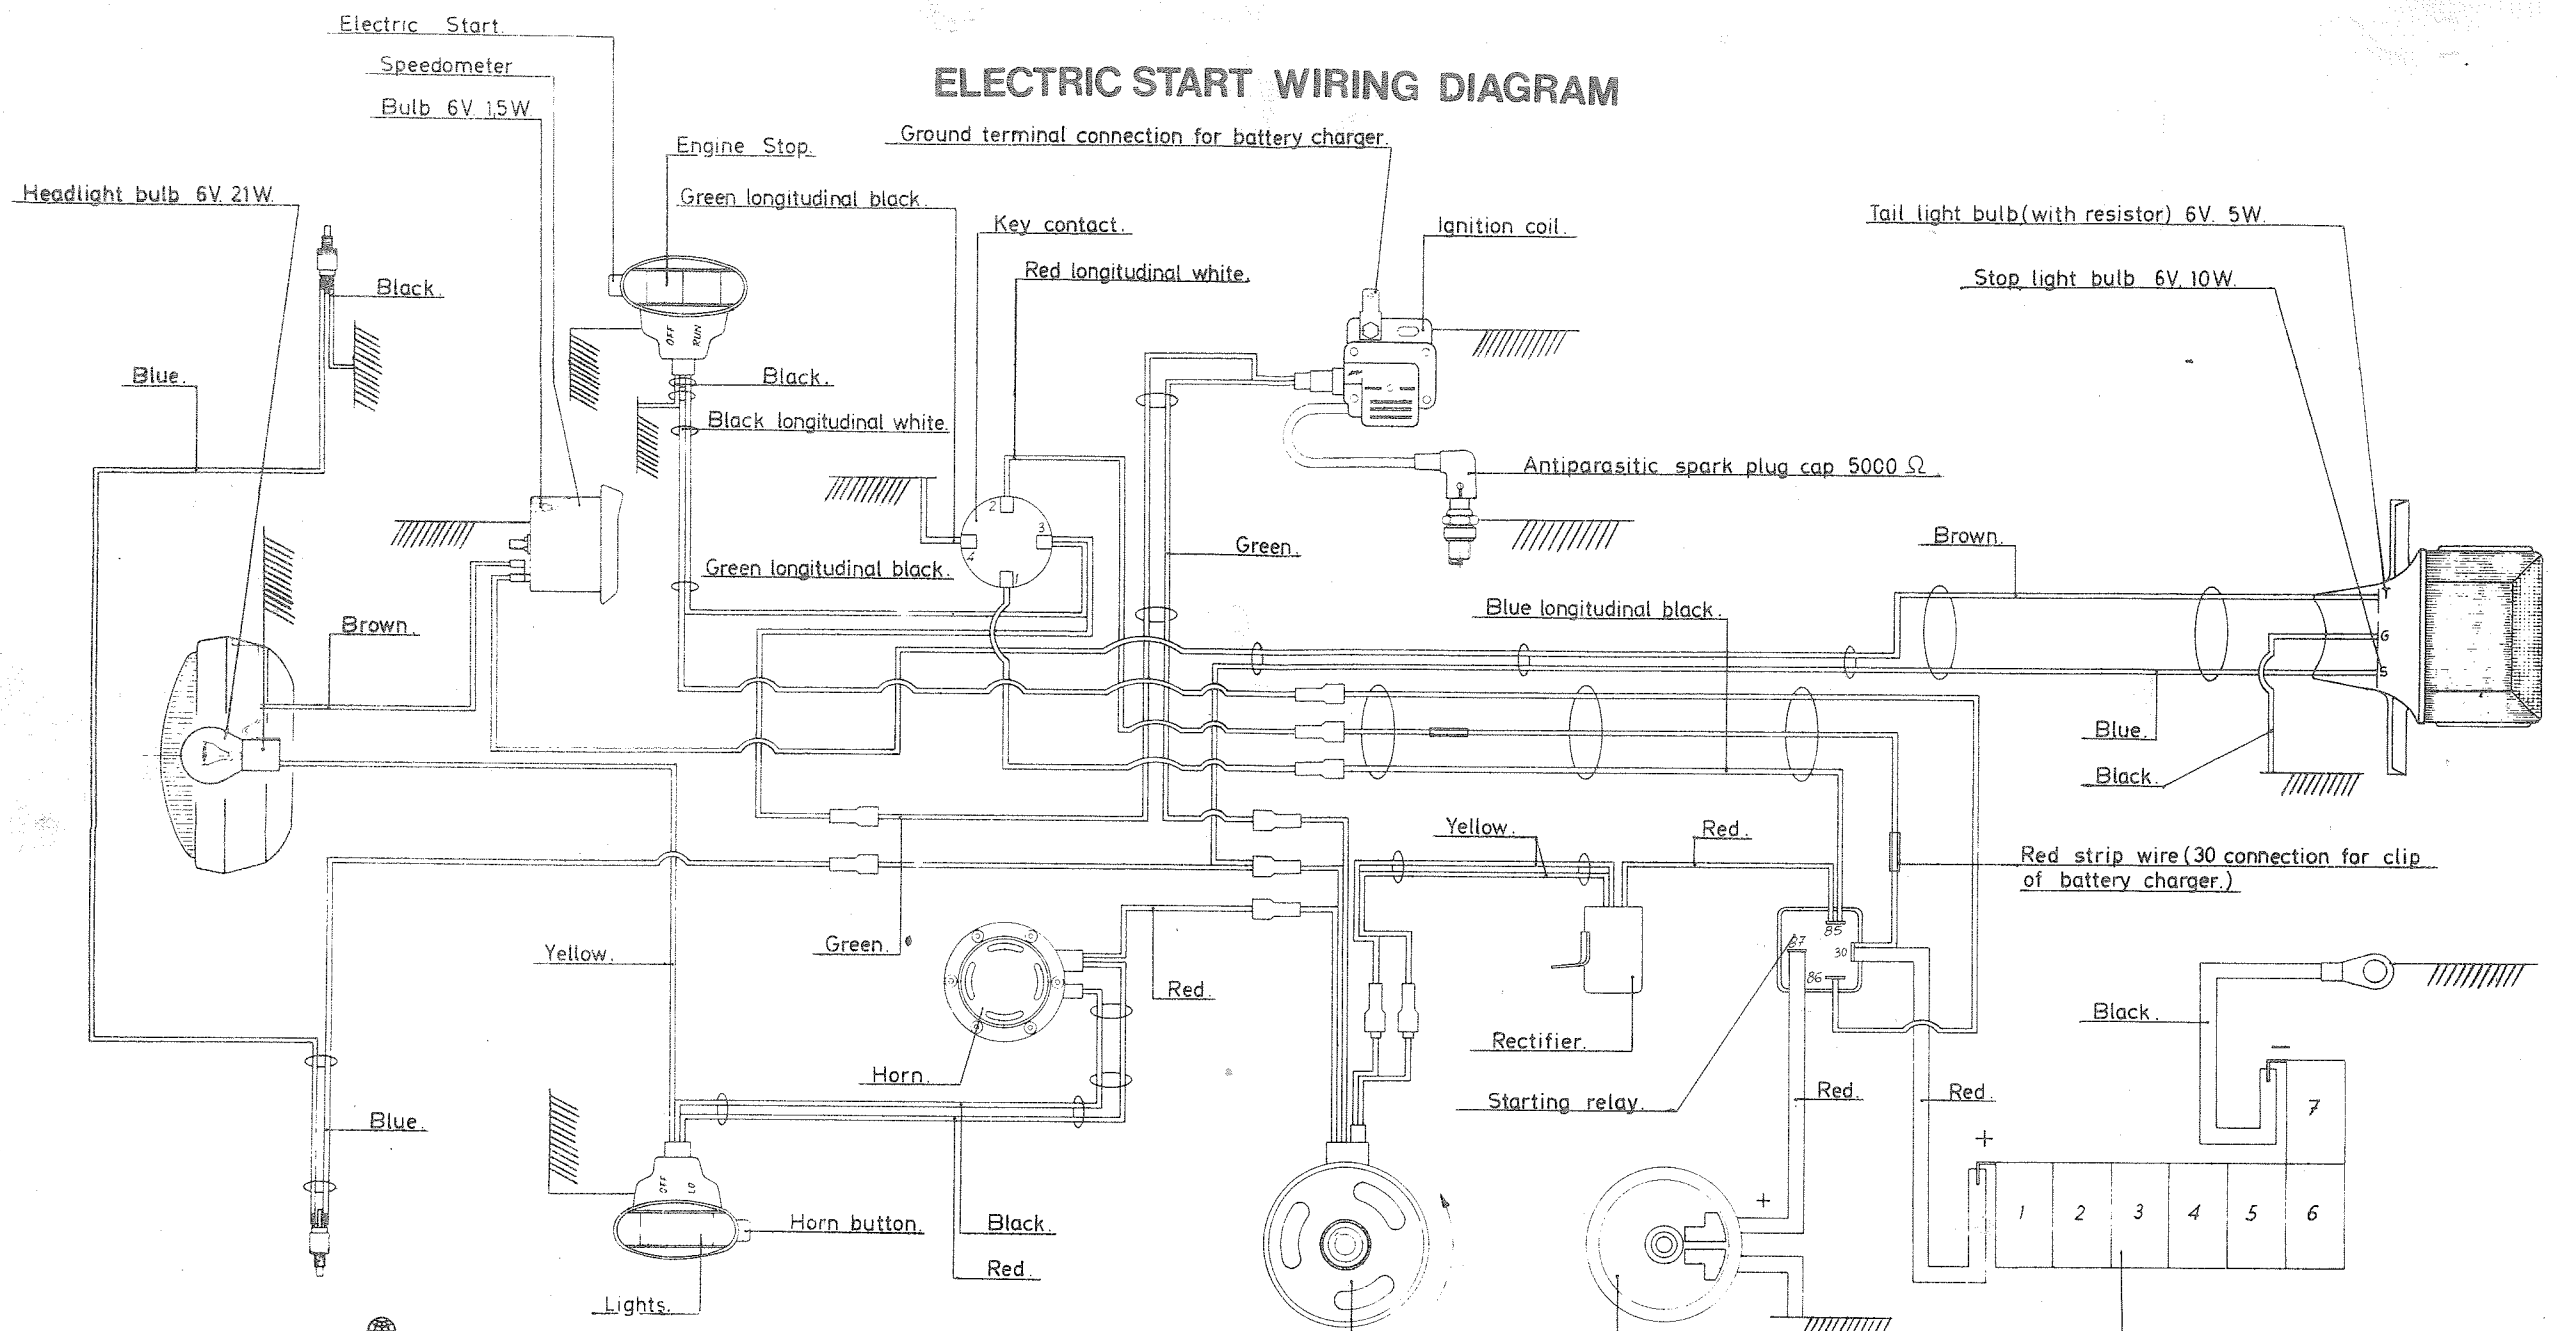 ELECTRIC START WIRING DIAGRAM
Electric Start.
Speedometer
Bulb 6V. 1,5W.
Headlight bulb 6V. 21W.
Engine Stop.
Green longitudinal black.
Ground terminal connection for battery charger.
Key contact.
Ignition coil.
Red longitudinal white.
Tail light bulb (with resistor) 6V. 5W.
Stop light bulb 6V. 10W.
Black.
OFF
RUN
Blue.
Black.
Black longitudinal white.
Antiparasitic spark plug cap 5000 Ω.
2
3
4
1
Green longitudinal black.
Green.
Brown.
Blue longitudinal black.
T
G
S
Brown.
Blue.
Black.
Yellow.
Red.
Red strip wire (30 connection for clip
of battery charger.)
Green.
Yellow.
Red.
87
85
30
86
Black.
Rectifier.
Horn.
Starting relay.
Red.
Red.
Blue.
−
7
+
1 2 3 4 5 6
+
OFF
LO
Horn button.
Black.
Red.
Lights.